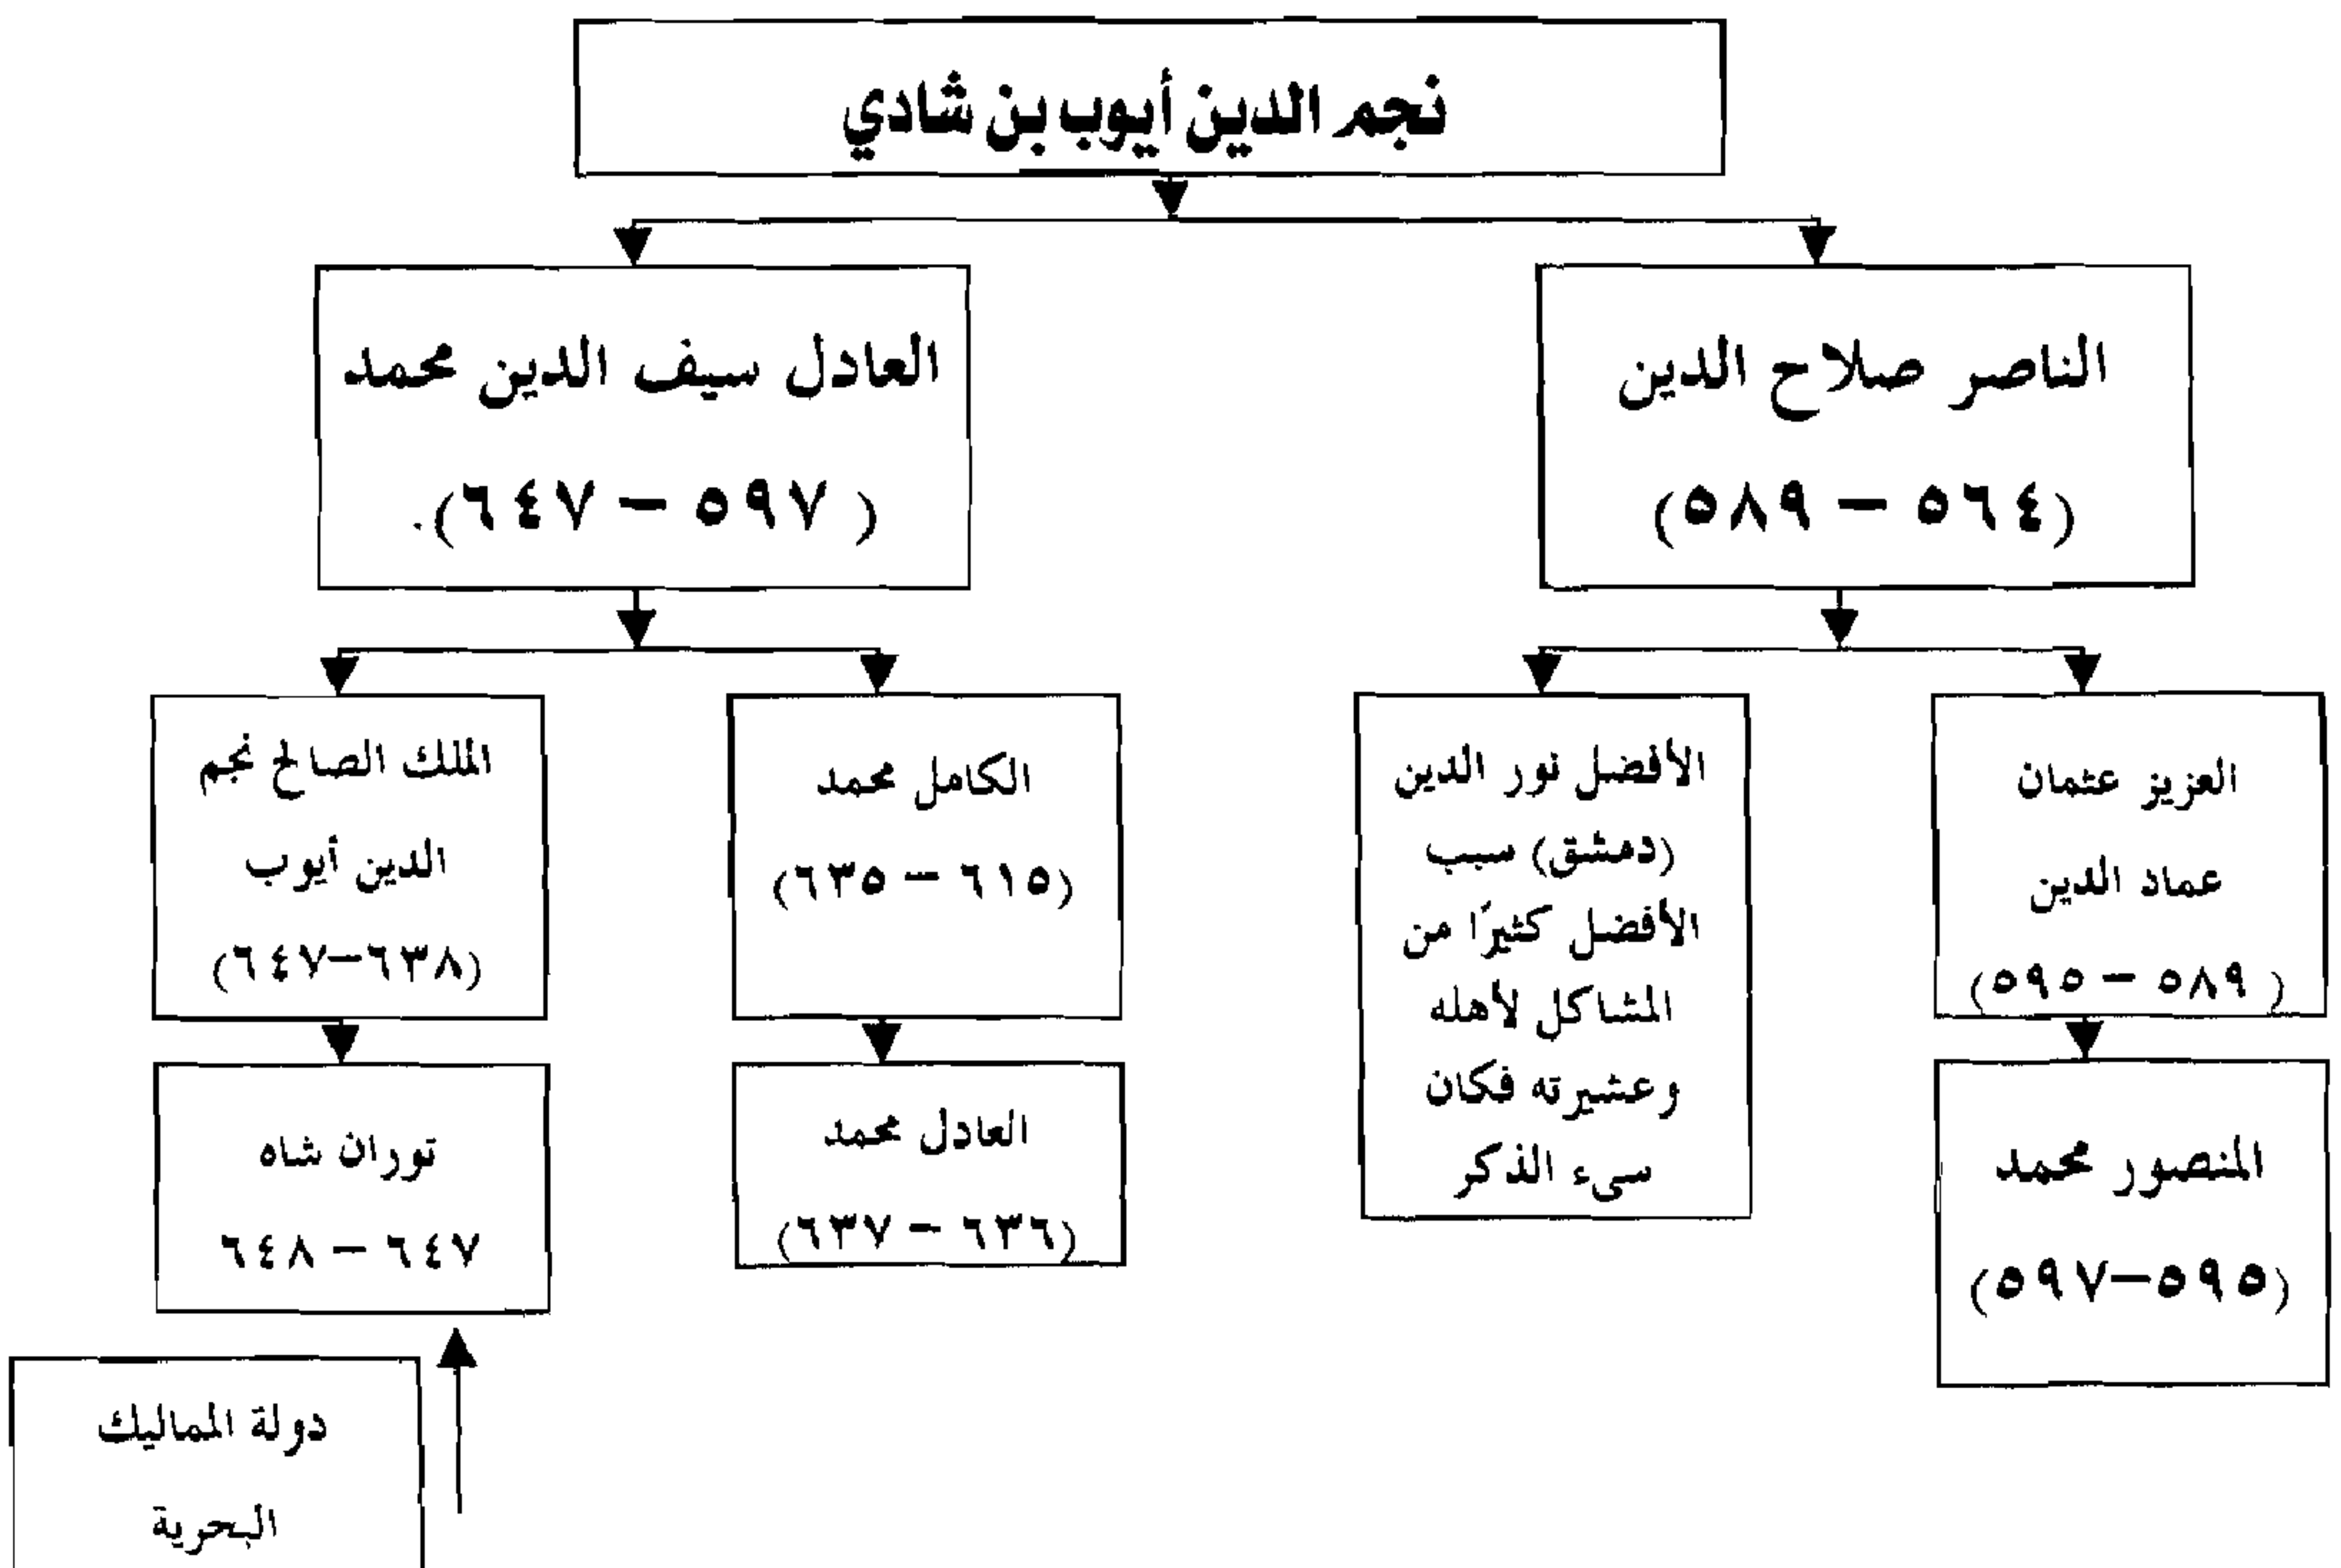 نجم الدين أيوب بن شادي
الناصر صلاح الدين
(٥٦٤ – ٥٨٩)
العادل سيف الدين محمد
( ٥٩٧ – ٦٤٧).
العزيز عثمان
عماد الدين
(٥٨٩ – ٥٩٥ )
الأفضل نور الدين
(دمشق) سبب
الأفضل كثيرًا من
المشاكل لأهله
وعشيرته فكان
سيء الذكر
الكامل محمد
(٦١٥ – ٦٣٥)
الملك الصالح نجم
الدين أيوب
(٦٣٨–٦٤٧)
المنصور محمد
(٥٩٥–٥٩٧)
العادل محمد
(٦٣٦ – ٦٣٧)
توران شاه
٦٤٧ – ٦٤٨
دولة المماليك
البحرية